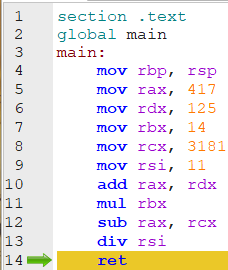 1 section .text
2 global main
3 main:
4 mov rbp, rsp
5 mov rax, 417
6 mov rdx, 125
7 mov rbx, 14
8 mov rcx, 3181
9 mov rsi, 11
10 add rax, rdx
11 mul rbx
12 sub rax, rcx
13 div rsi
14 ret